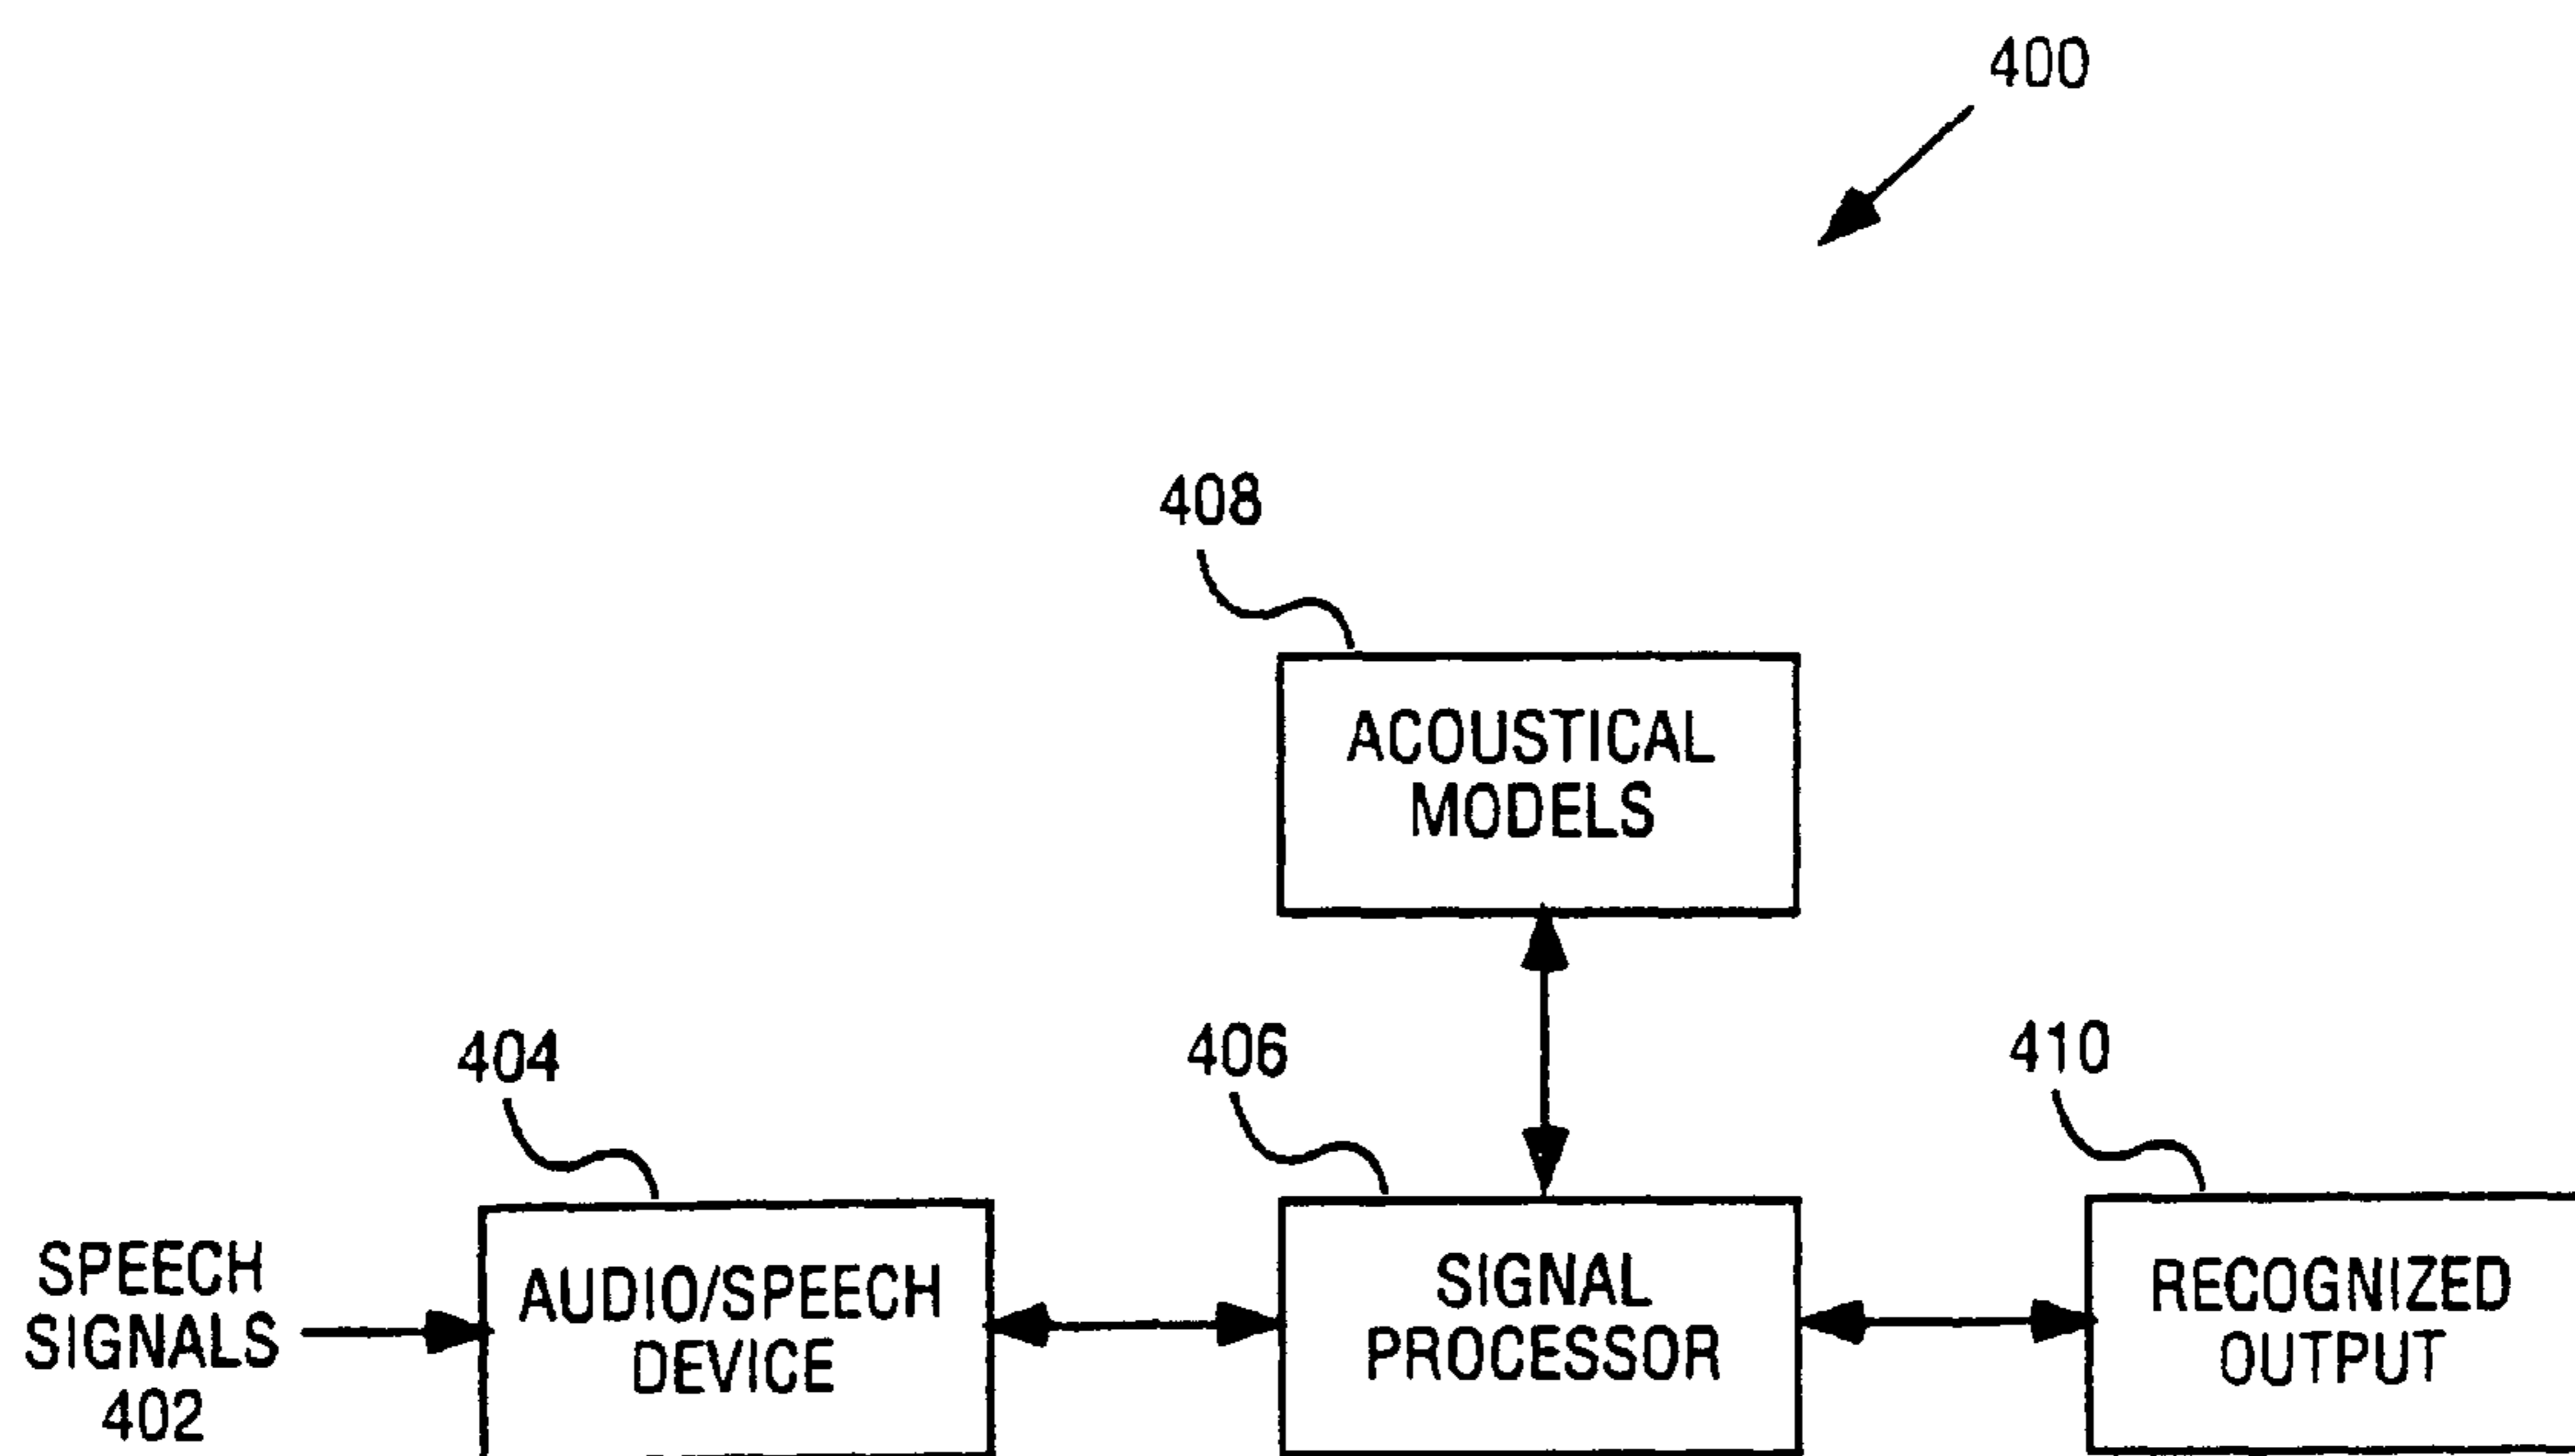 400
408
ACOUSTICAL
MODELS
404
406
410
SPEECH
SIGNALS
402
AUDIO/SPEECH
DEVICE
SIGNAL
PROCESSOR
RECOGNIZED
OUTPUT